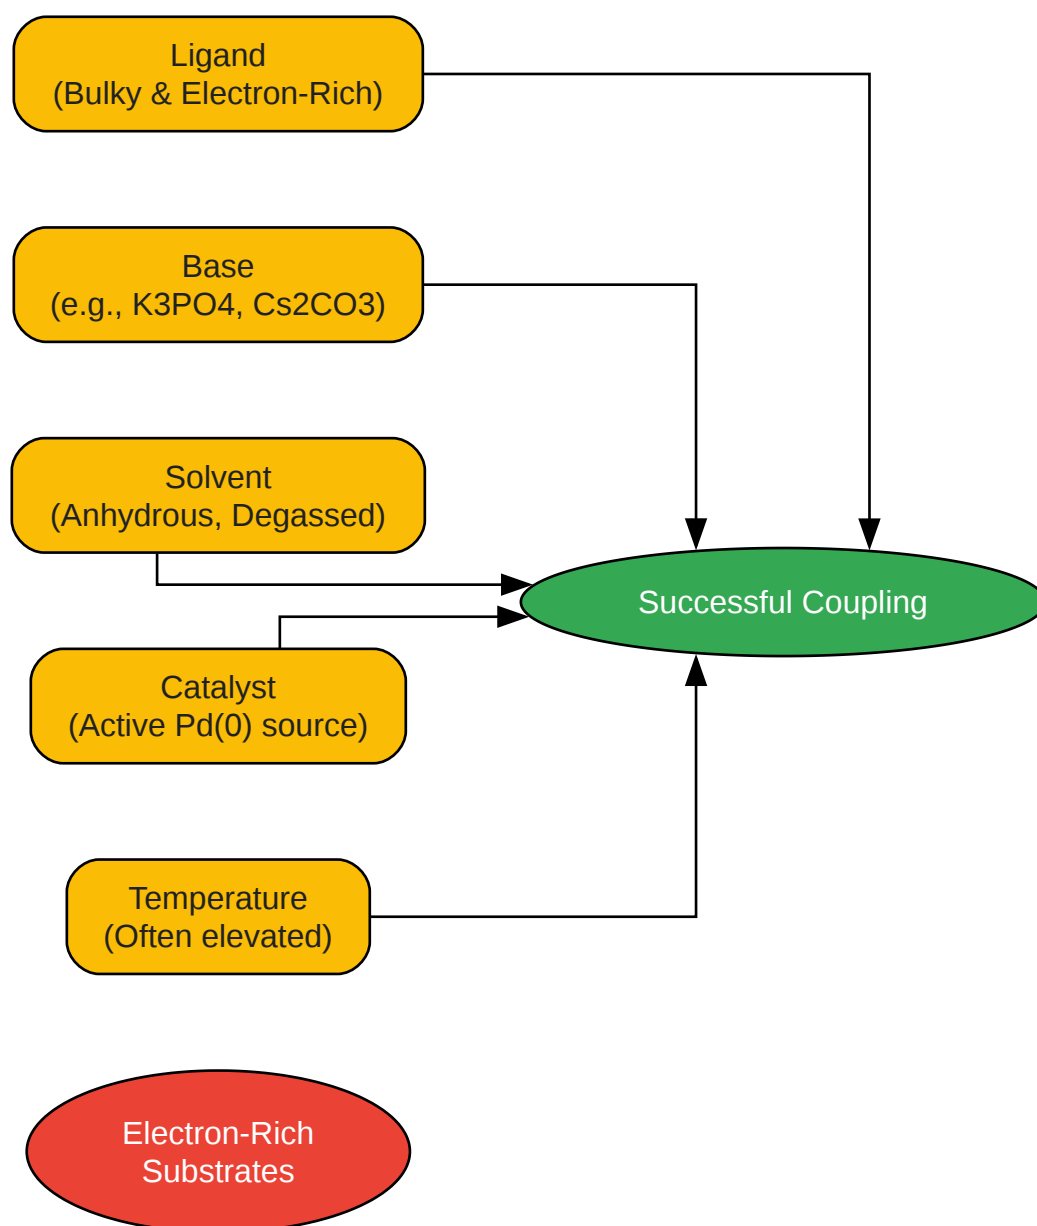 Ligand
(Bulky & Electron-Rich)
Base
(e.g., K3PO4, Cs2CO3)
Solvent
(Anhydrous, Degassed)
Successful Coupling
Catalyst
(Active Pd(0) source)
Temperature
(Often elevated)
Electron-Rich
Substrates